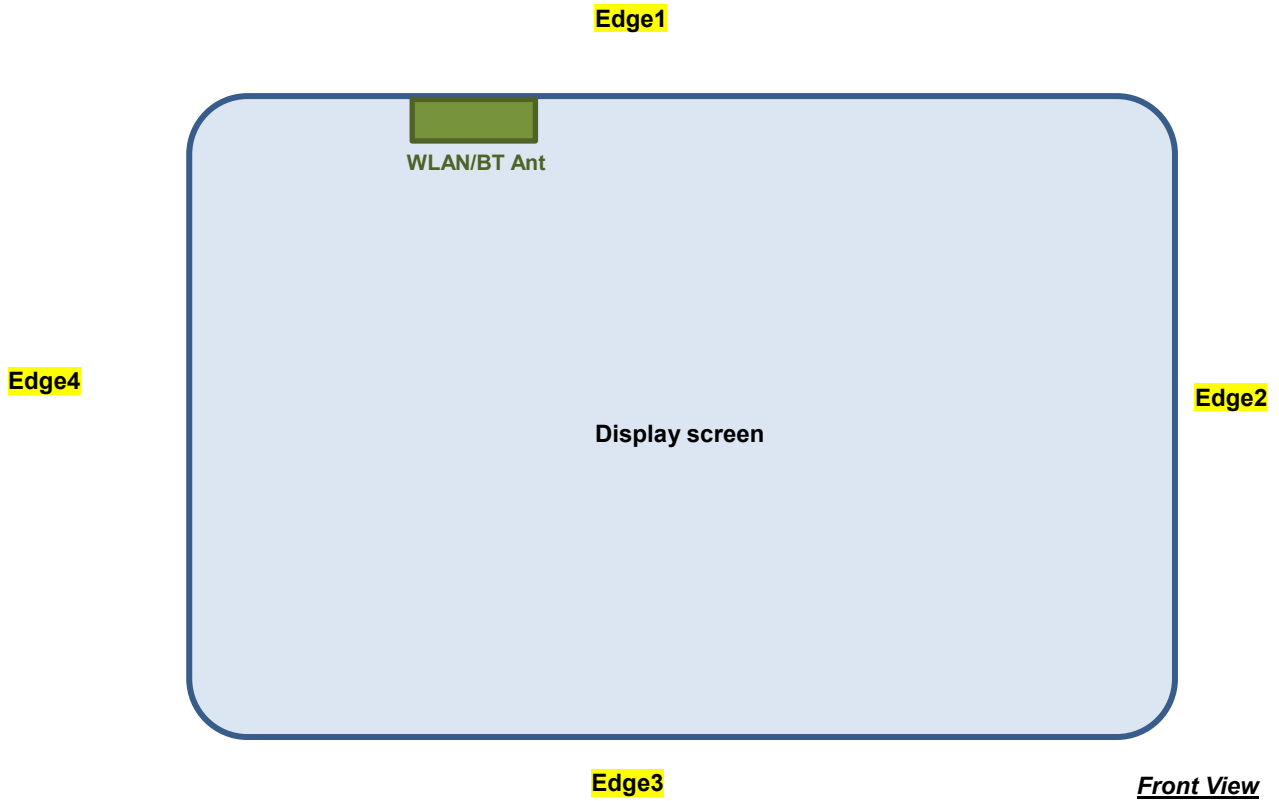 Edge1
WLAN/BT Ant
Edge4
Edge2
Display screen
Edge3
Front View